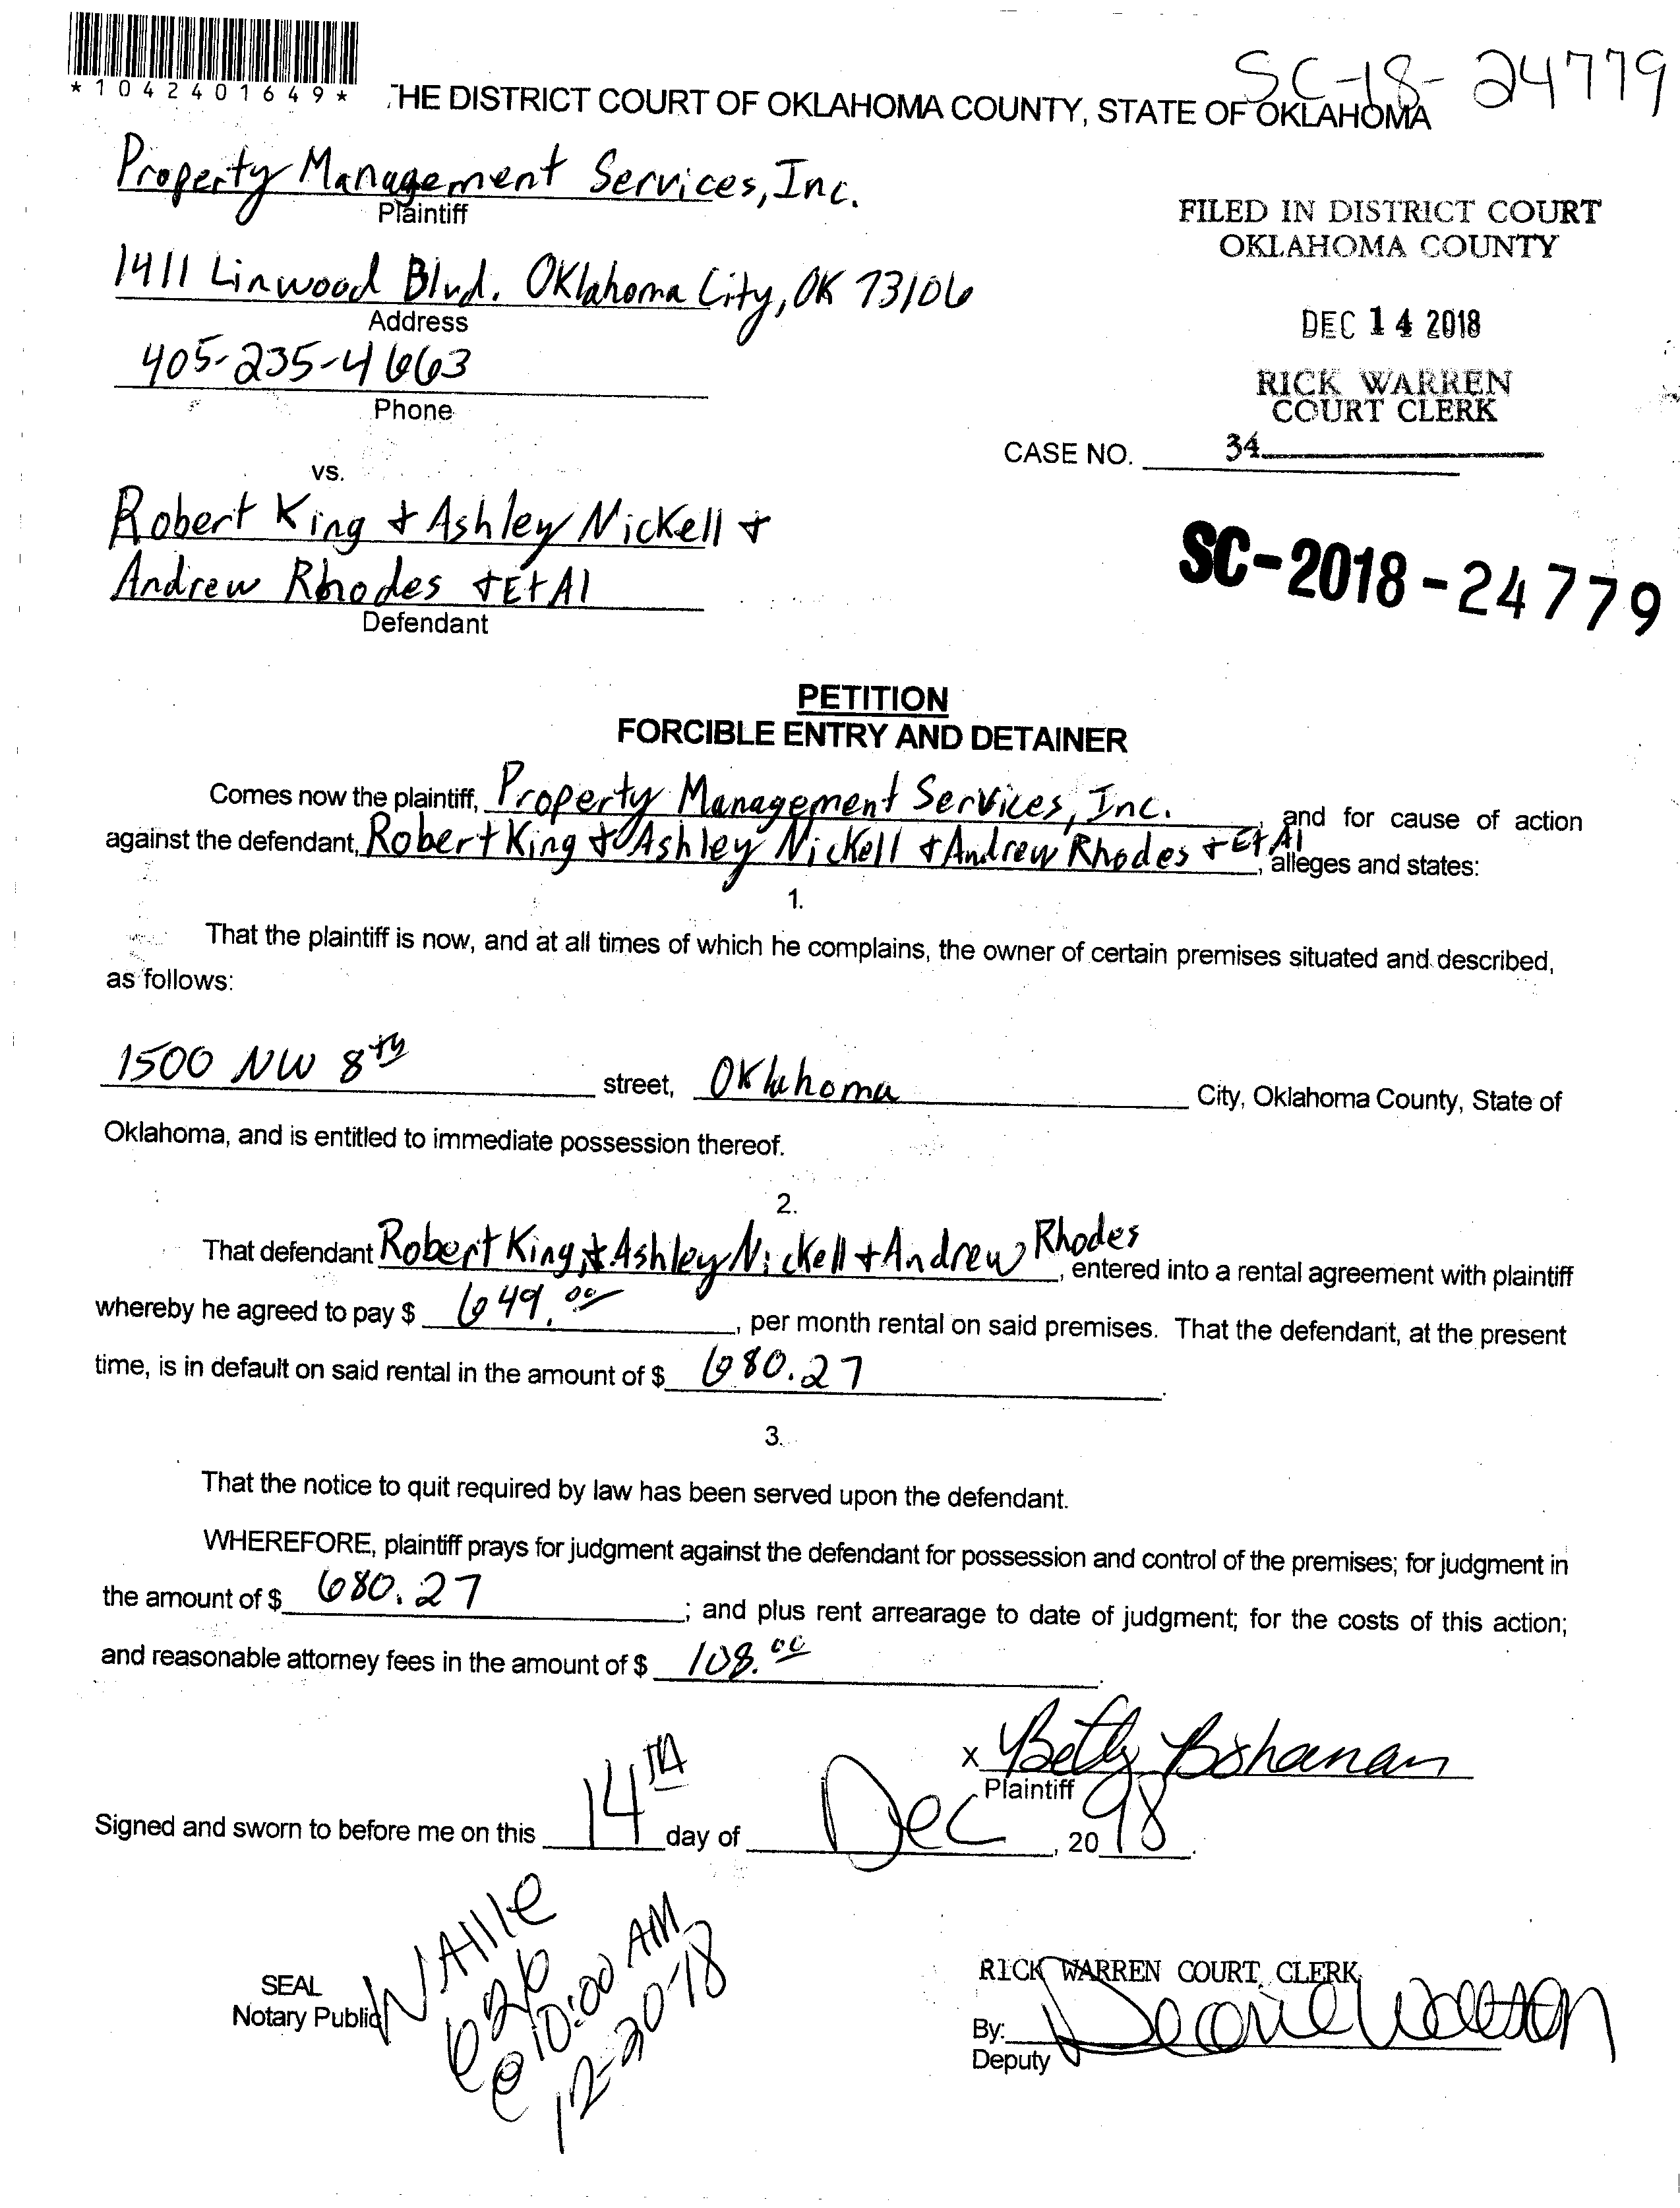 *1042401649*
SC-18-24779
THE DISTRICT COURT OF OKLAHOMA COUNTY, STATE OF OKLAHOMA
Property Management Services, Inc.
Plaintiff
FILED IN DISTRICT COURT
OKLAHOMA COUNTY
1411 Linwood Blvd. Oklahoma City, OK 73106
Address
DEC 14 2018
405-235-4663
Phone
RICK WARREN
COURT CLERK
CASE NO. 34
vs.
Robert King + Ashley Nickell +
Andrew Rhodes + Et Al
Defendant
SC-2018-24779
PETITION
FORCIBLE ENTRY AND DETAINER
Comes now the plaintiff, Property Management Services, Inc., and for cause of action
against the defendant, Robert King + Ashley Nickell + Andrew Rhodes + Et Al, alleges and states:
1.
That the plaintiff is now, and at all times of which he complains, the owner of certain premises situated and described,
as follows:
1500 NW 8th street, Oklahoma City, Oklahoma County, State of
Oklahoma, and is entitled to immediate possession thereof.
2.
That defendant Robert King + Ashley Nickell + Andrew Rhodes, entered into a rental agreement with plaintiff
whereby he agreed to pay $ 649.00, per month rental on said premises. That the defendant, at the present
time, is in default on said rental in the amount of $ 680.27.
3.
That the notice to quit required by law has been served upon the defendant.
WHEREFORE, plaintiff prays for judgment against the defendant for possession and control of the premises; for judgment in
the amount of $ 680.27; and plus rent arrearage to date of judgment; for the costs of this action;
and reasonable attorney fees in the amount of $ 108.00.
x Betty Bohanan
Plaintiff
Signed and sworn to before me on this 14th day of Dec, 20 18.
SEAL
Notary Public
@ 10:00 AM
12-20-18
RICK WARREN COURT CLERK
By:
Deputy